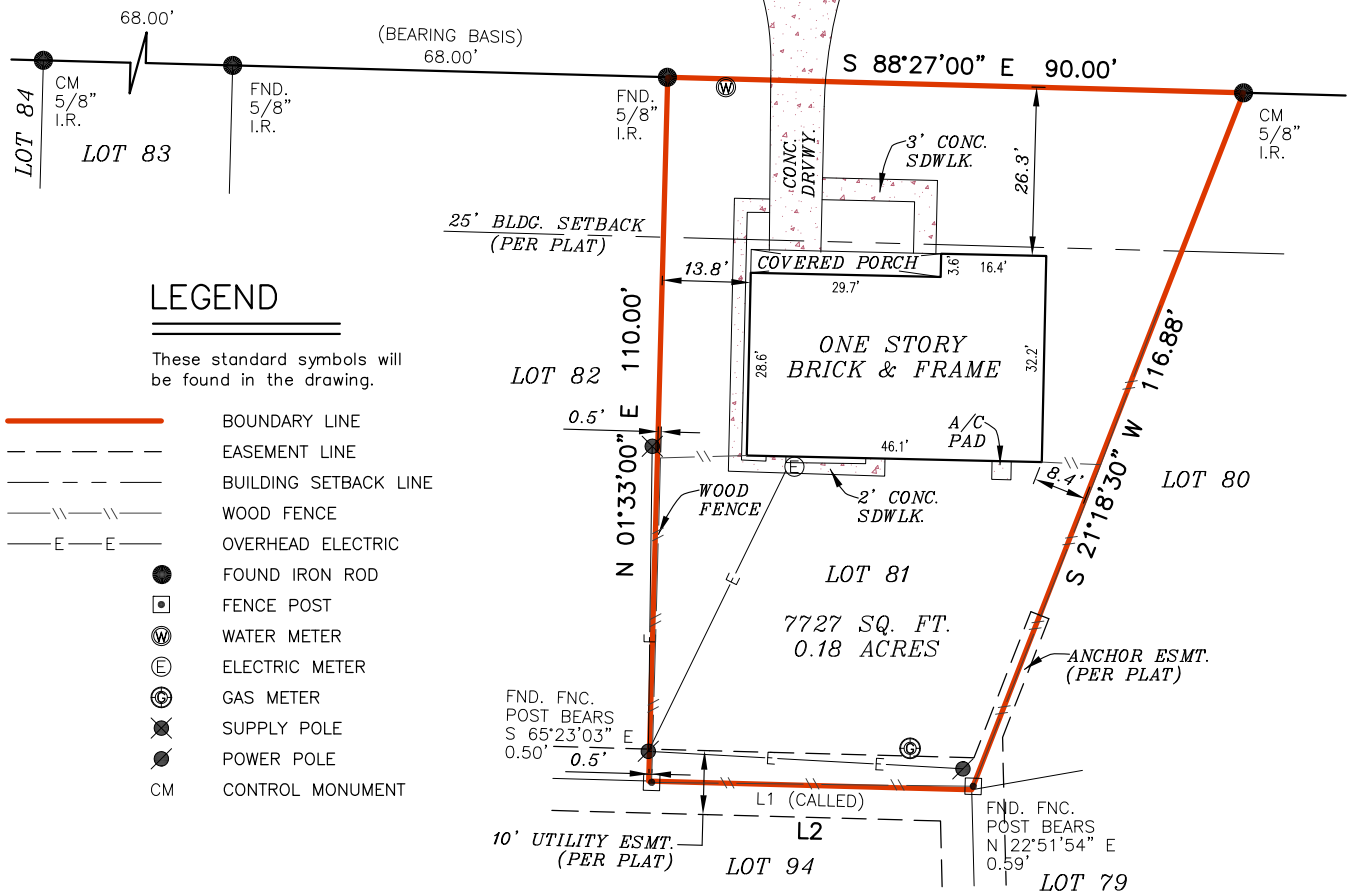 68.00'
(BEARING BASIS)
68.00'
S 88°27'00" E 90.00'
LOT 84
CM
5/8"
I.R.
LOT 83
FND.
5/8"
I.R.
FND.
5/8"
I.R.
W
CM
5/8"
I.R.
CONC.
DRVWY.
3' CONC.
SDWLK.
26.3'
25' BLDG. SETBACK
(PER PLAT)
13.8'
COVERED PORCH
3.6'
16.4'
29.7'
LEGEND
These standard symbols will
be found in the drawing.
BOUNDARY LINE
EASEMENT LINE
BUILDING SETBACK LINE
WOOD FENCE
E E
OVERHEAD ELECTRIC
FOUND IRON ROD
FENCE POST
W
WATER METER
E
ELECTRIC METER
G
GAS METER
SUPPLY POLE
POWER POLE
CM
CONTROL MONUMENT
N 01°33'00" E 110.00'
LOT 82
0.5'
ONE STORY
BRICK & FRAME
28.6'
32.2'
46.1'
A/C
PAD
E
S 21°18'30" W 116.88'
8.4'
LOT 80
WOOD
FENCE
2' CONC.
SDWLK.
E
E
LOT 81
7727 SQ. FT.
0.18 ACRES
ANCHOR ESMT.
(PER PLAT)
FND. FNC.
POST BEARS
S 65°23'03" E
0.50'
0.5'
G
E
E
L1 (CALLED)
L2
10' UTILITY ESMT.
(PER PLAT)
LOT 94
FND. FNC.
POST BEARS
N 22°51'54" E
0.59'
LOT 79